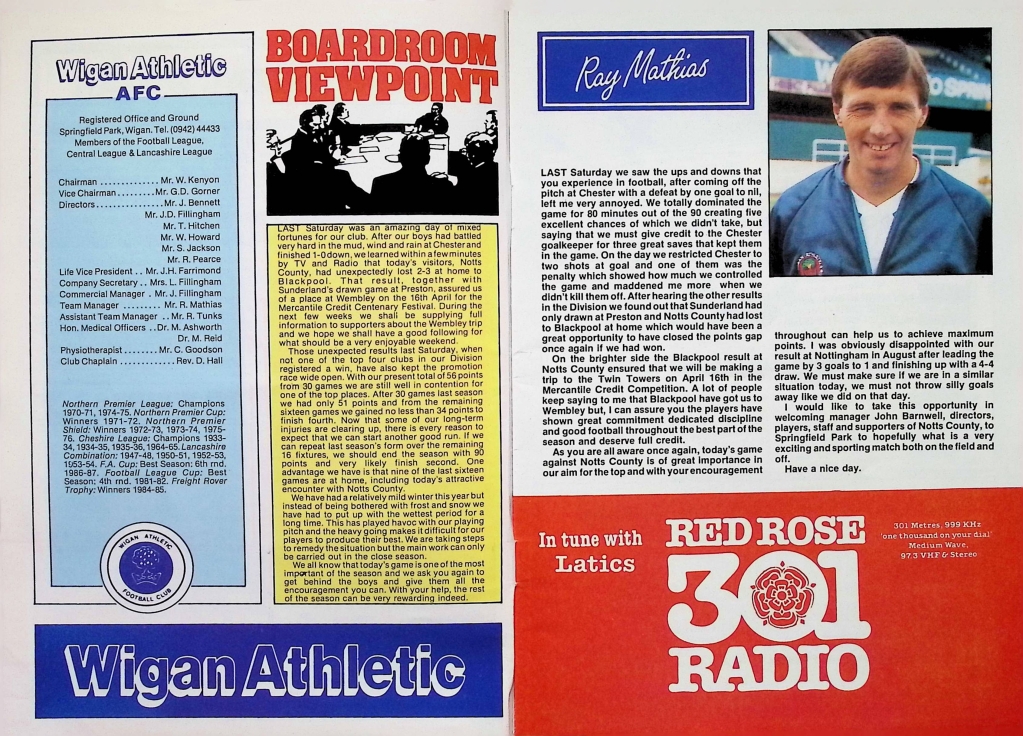 Wigan Athletic
AFC
Registered Office and Ground
Springfield Park, Wigan. Tel. (0942) 44433
Members of the Football League,
Central League & Lancashire League
Chairman .............. Mr. W. Kenyon
Vice Chairman ......... Mr. G.D. Gorner
Directors .............. Mr. J. Bennett
Mr. J.D. Fillingham
Mr. T. Hitchen
Mr. W. Howard
Mr. S. Jackson
Mr. R. Pearce
Life Vice President .. Mr. J.H. Farrimond
Company Secretary .. Mrs. L. Fillingham
Commercial Manager . Mr. J. Fillingham
Team Manager ......... Mr. R. Mathias
Assistant Team Manager .. Mr. R. Tunks
Hon. Medical Officers .. Dr. M. Ashworth
Dr. M. Reid
Physiotherapist ........ Mr. C. Goodson
Club Chaplain ............ Rev. D. Hall
Northern Premier League: Champions
1970-71, 1974-75. Northern Premier Cup:
Winners 1971-72. Northern Premier
Shield: Winners 1972-73, 1973-74, 1975-
76. Cheshire League: Champions 1933-
34, 1934-35, 1935-36, 1964-65. Lancashire
Combination: 1947-48, 1950-51, 1952-53,
1953-54. F.A. Cup: Best Season: 6th rnd.
1986-87. Football League Cup: Best
Season: 4th rnd. 1981-82. Freight Rover
Trophy: Winners 1984-85.
WIGAN ATHLETIC
FOOTBALL CLUB
BOARDROOM
VIEWPOINT
LAST Saturday was an amazing day of mixed
fortunes for our club. After our boys had battled
very hard in the mud, wind and rain at Chester and
finished 1-0 down, we learned within a few minutes
by TV and Radio that today's visitors, Notts
County, had unexpectedly lost 2-3 at home to
Blackpool. That result, together with
Sunderland's drawn game at Preston, assured us
of a place at Wembley on the 16th April for the
Mercantile Credit Centenary Festival. During the
next few weeks we shall be supplying full
information to supporters about the Wembley trip
and we hope we shall have a good following for
what should be a very enjoyable weekend.
Those unexpected results last Saturday, when
not one of the top four clubs in our Division
registered a win, have also kept the promotion
race wide open. With our present total of 56 points
from 30 games we are still well in contention for
one of the top places. After 30 games last season
we had only 51 points and from the remaining
sixteen games we gained no less than 34 points to
finish fourth. Now that some of our long-term
injuries are clearing up, there is every reason to
expect that we can start another good run. If we
can repeat last season's form over the remaining
16 fixtures, we should end the season with 90
points and very likely finish second. One
advantage we have is that nine of the last sixteen
games are at home, including today's attractive
encounter with Notts County.
We have had a relatively mild winter this year but
instead of being bothered with frost and snow we
have had to put up with the wettest period for a
long time. This has played havoc with our playing
pitch and the heavy going makes it difficult for our
players to produce their best. We are taking steps
to remedy the situation but the main work can only
be carried out in the close season.
We all know that today's game is one of the most
important of the season and we ask you again to
get behind the boys and give them all the
encouragement you can. With your help, the rest
of the season can be very rewarding indeed.
Wigan Athletic
Ray Mathias
LAST Saturday we saw the ups and downs that
you experience in football, after coming off the
pitch at Chester with a defeat by one goal to nil,
left me very annoyed. We totally dominated the
game for 80 minutes out of the 90 creating five
excellent chances of which we didn't take, but
saying that we must give credit to the Chester
goalkeeper for three great saves that kept them
in the game. On the day we restricted Chester to
two shots at goal and one of them was the
penalty which showed how much we controlled
the game and maddened me more when we
didn't kill them off. After hearing the other results
in the Division we found out that Sunderland had
only drawn at Preston and Notts County had lost
to Blackpool at home which would have been a
great opportunity to have closed the points gap
once again if we had won.
On the brighter side the Blackpool result at
Notts County ensured that we will be making a
trip to the Twin Towers on April 16th in the
Mercantile Credit Competition. A lot of people
keep saying to me that Blackpool have got us to
Wembley but, I can assure you the players have
shown great commitment dedicated discipline
and good football throughout the best part of the
season and deserve full credit.
As you are all aware once again, today's game
against Notts County is of great importance in
our aim for the top and with your encouragement
throughout can help us to achieve maximum
points. I was obviously disappointed with our
result at Nottingham in August after leading the
game by 3 goals to 1 and finishing up with a 4-4
draw. We must make sure if we are in a similar
situation today, we must not throw silly goals
away like we did on that day.
I would like to take this opportunity in
welcoming manager John Barnwell, directors,
players, staff and supporters of Notts County, to
Springfield Park to hopefully what is a very
exciting and sporting match both on the field and
off.
Have a nice day.
In tune with
Latics
RED ROSE
301
RADIO
301 Metres, 999 KHz
'one thousand on your dial'
Medium Wave,
97.3 VHF & Stereo